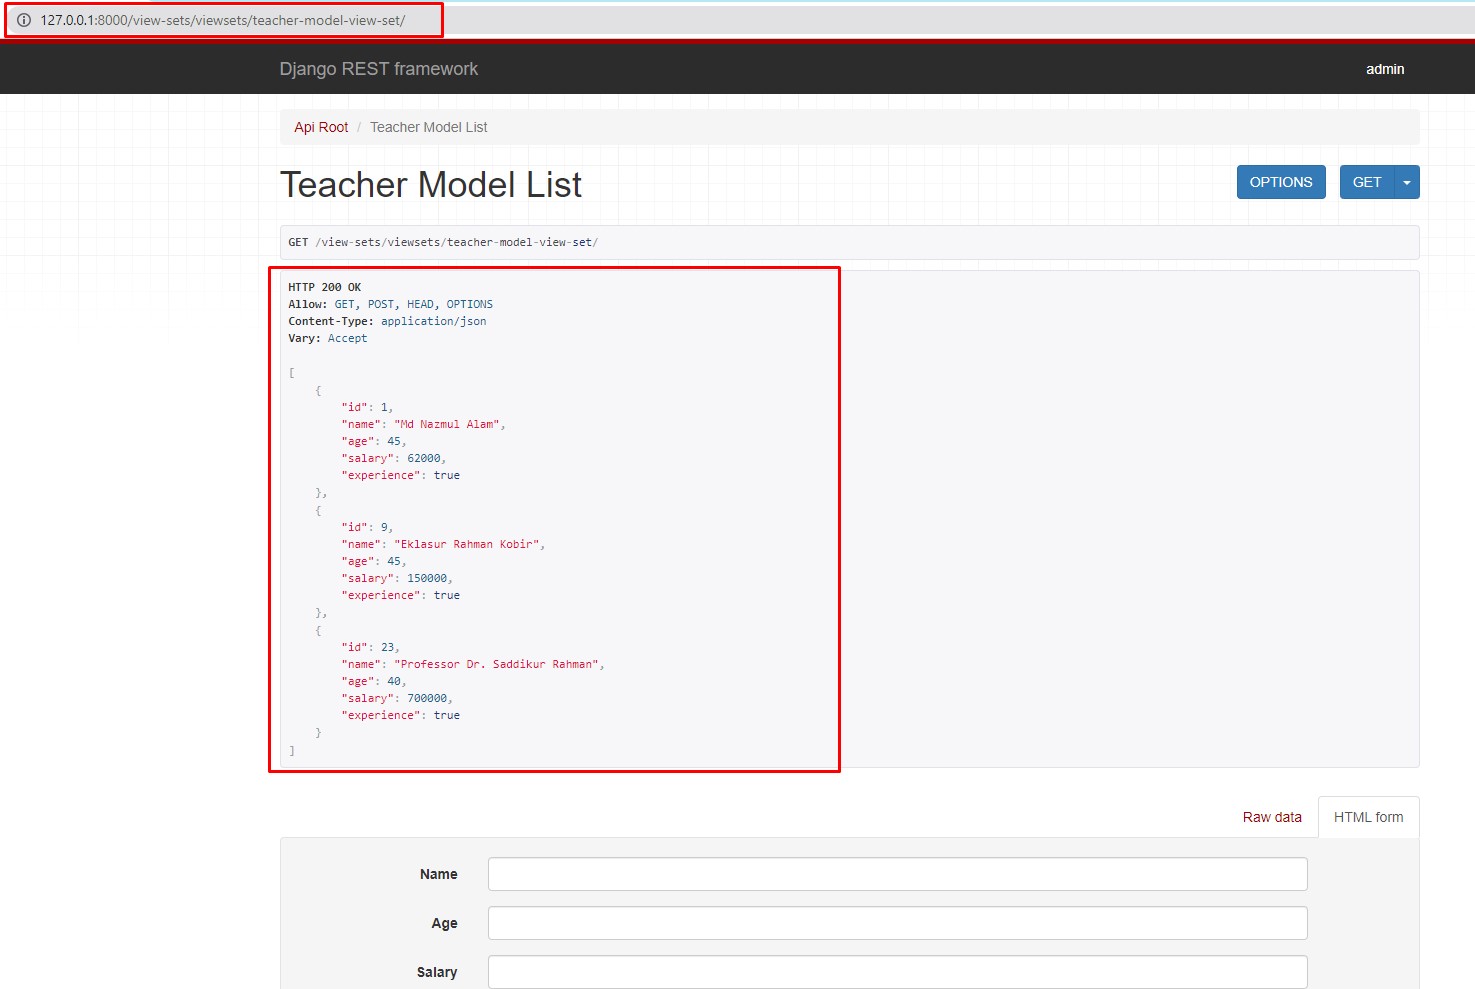 127.0.0.1:8000/view-sets/viewsets/teacher-model-view-set/
Django REST framework
admin
Api Root / Teacher Model List
Teacher Model List
OPTIONS
GET
GET /view-sets/viewsets/teacher-model-view-set/
HTTP 200 OK
Allow: GET, POST, HEAD, OPTIONS
Content-Type: application/json
Vary: Accept
[
    {
        "id": 1,
        "name": "Md Nazmul Alam",
        "age": 45,
        "salary": 62000,
        "experience": true
    },
    {
        "id": 9,
        "name": "Eklasur Rahman Kobir",
        "age": 45,
        "salary": 150000,
        "experience": true
    },
    {
        "id": 23,
        "name": "Professor Dr. Saddikur Rahman",
        "age": 40,
        "salary": 700000,
        "experience": true
    }
]
Raw data
HTML form
Name
Age
Salary